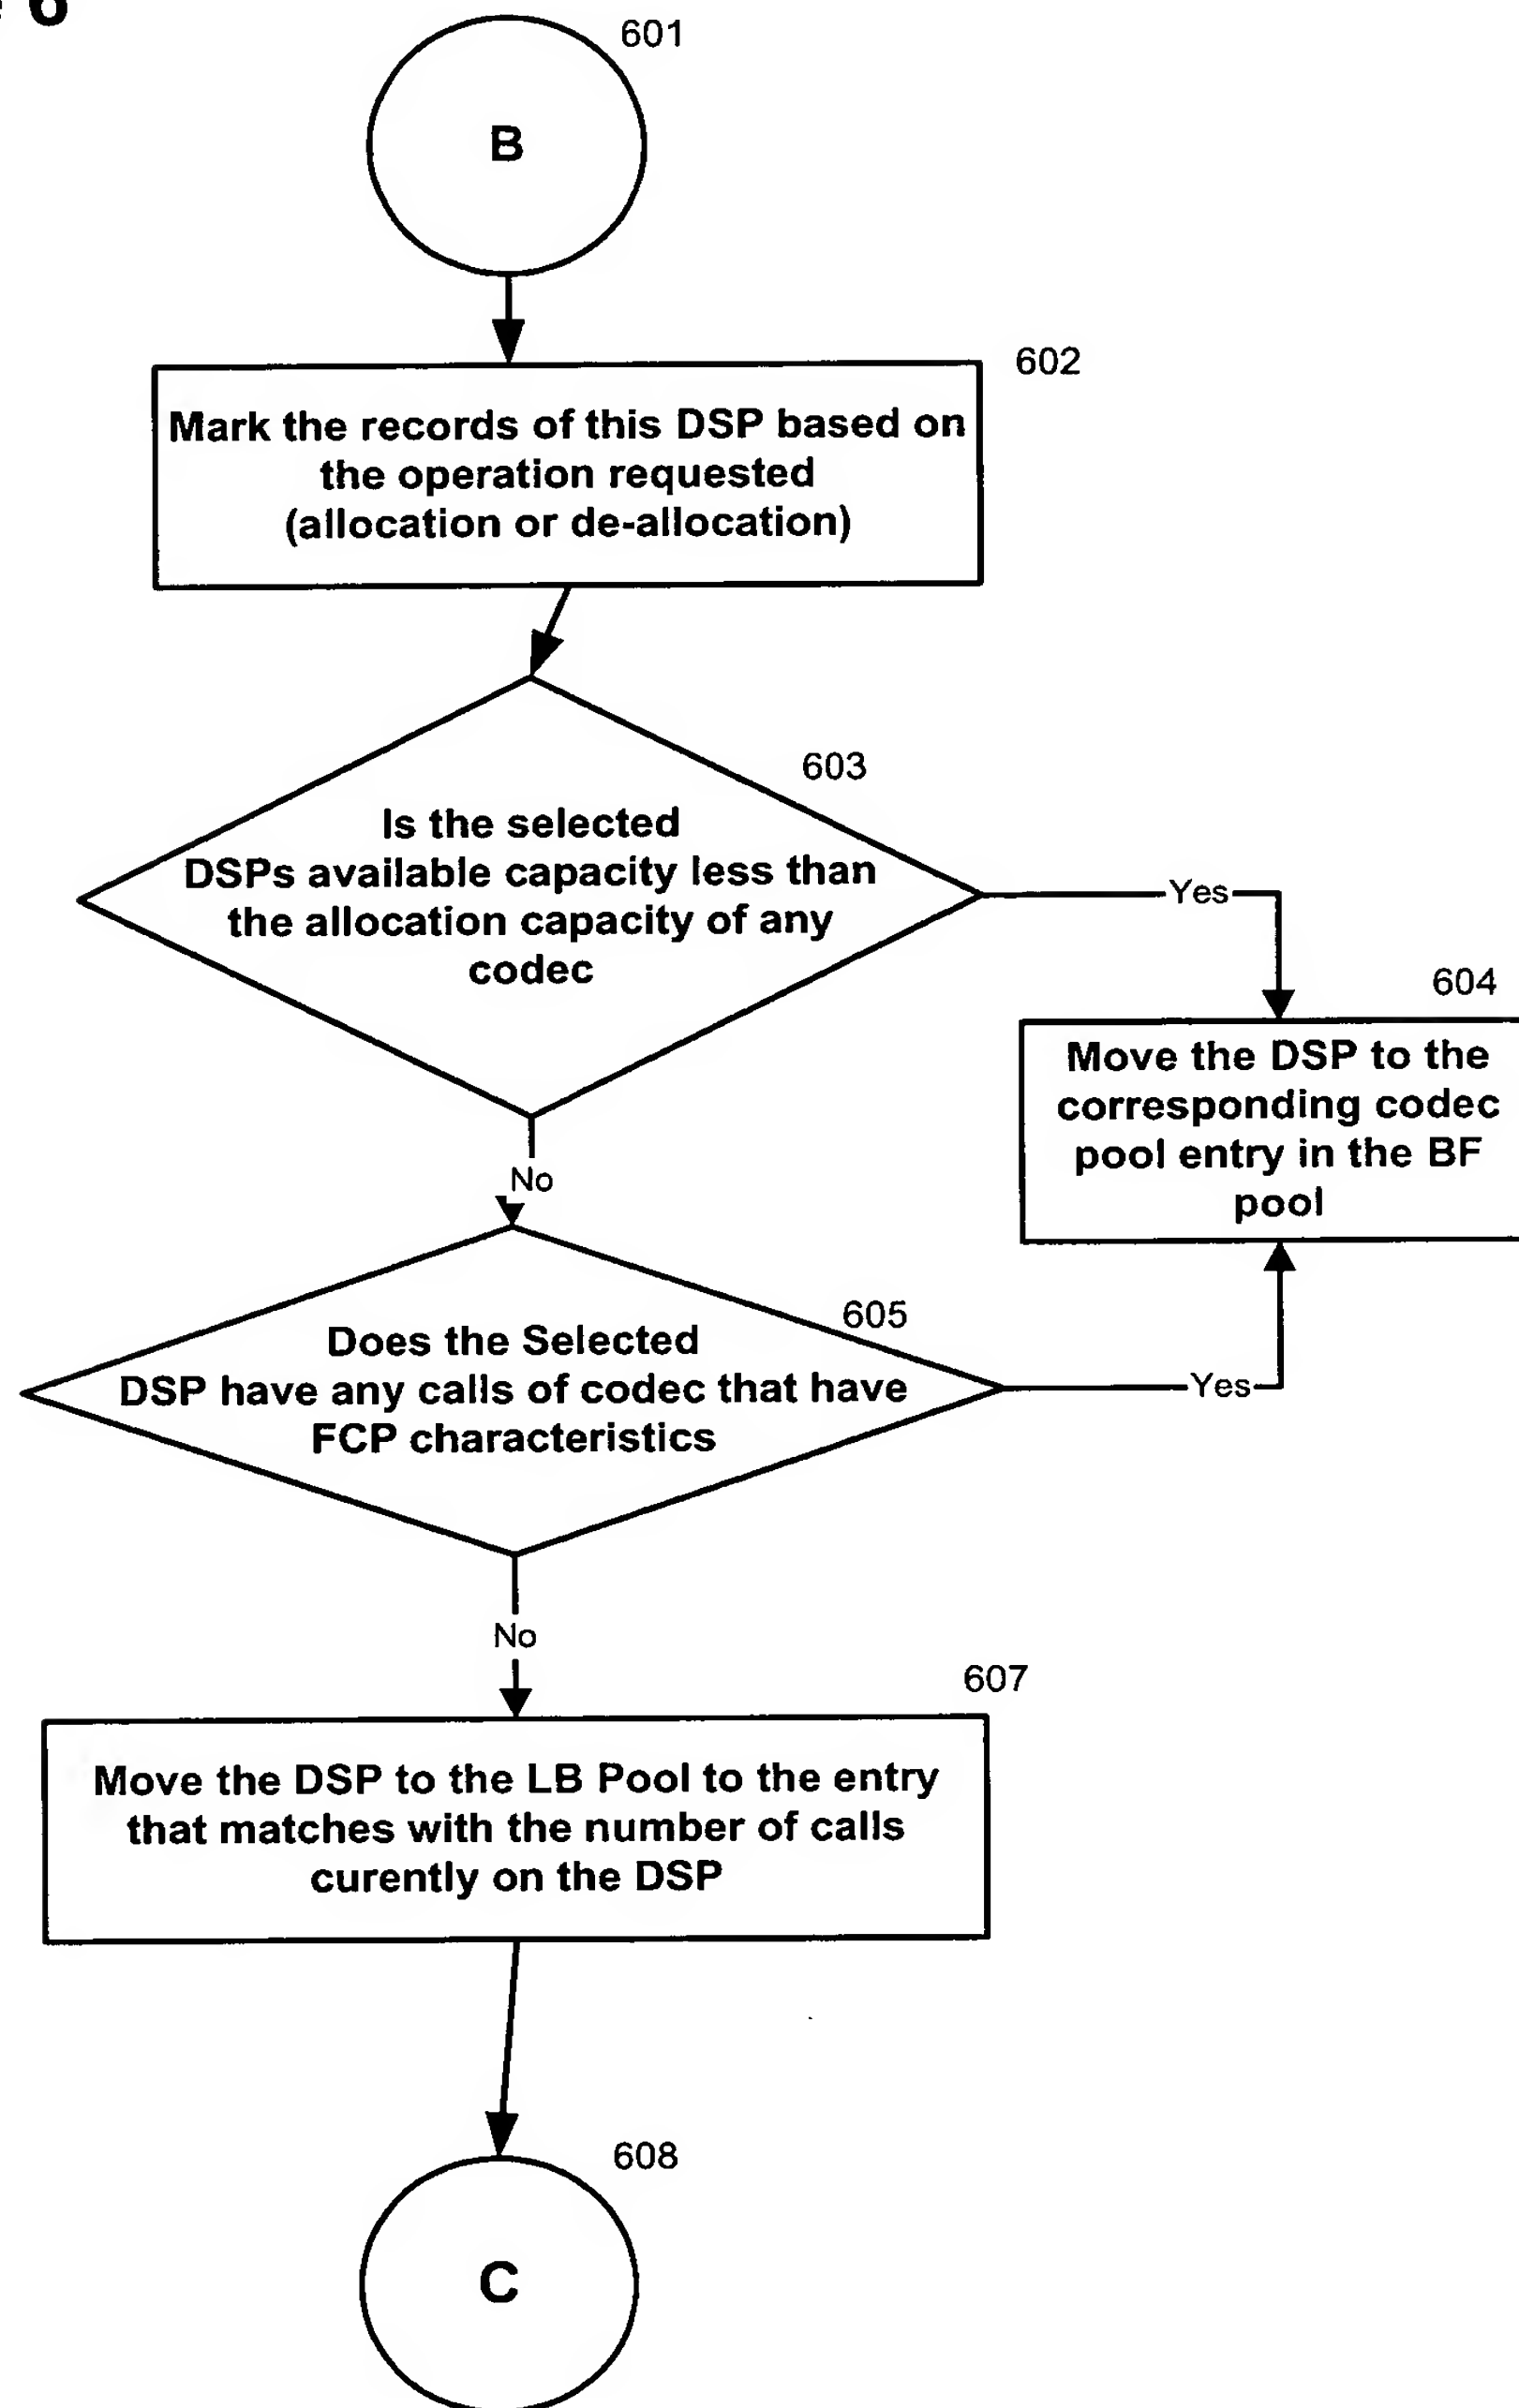 6
601
B
602
Mark the records of this DSP based on
the operation requested
(allocation or de-allocation)
603
Is the selected
DSPs available capacity less than
the allocation capacity of any
codec
Yes
604
Move the DSP to the
corresponding codec
pool entry in the BF
pool
No
605
Does the Selected
DSP have any calls of codec that have
FCP characteristics
Yes
No
607
Move the DSP to the LB Pool to the entry
that matches with the number of calls
curently on the DSP
608
C